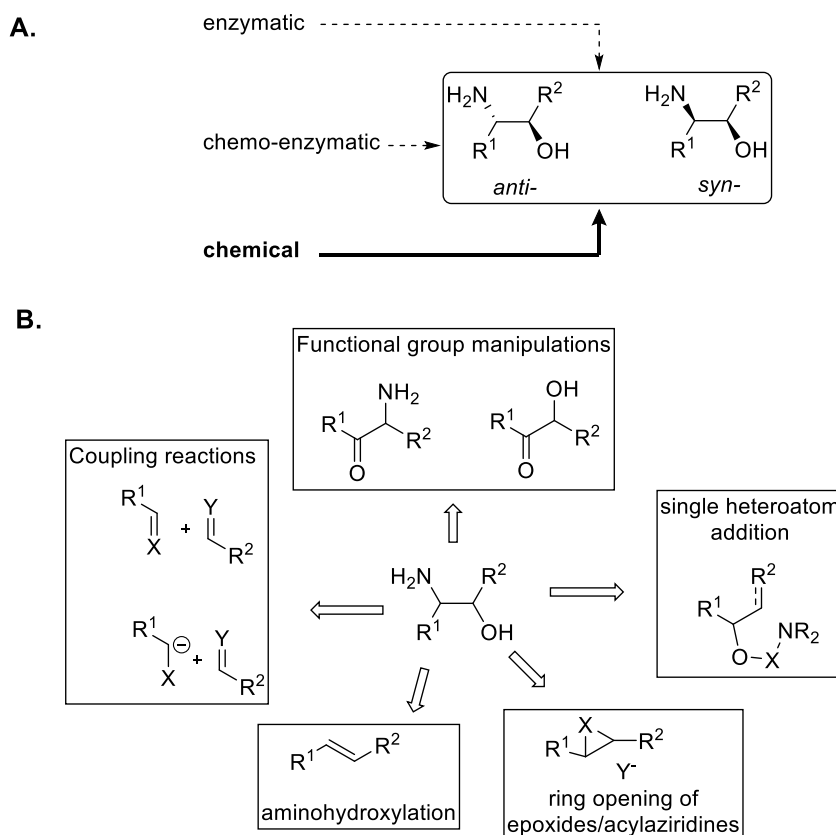 A.
enzymatic
H₂N R² H₂N R²
chemo-enzymatic
R¹ OH R¹ OH
anti- syn-
chemical
B.
Functional group manipulations
NH₂ OH
R¹ R² R¹ R²
O O
Coupling reactions
R¹ Y
+
X R²
R¹ Y
⊖ +
X R²
single heteroatom
addition
R²
R¹ NR₂
O X
H₂N R²
R¹ OH
R¹ R²
aminohydroxylation
X
R¹ R²
Y⁻
ring opening of
epoxides/acylaziridines